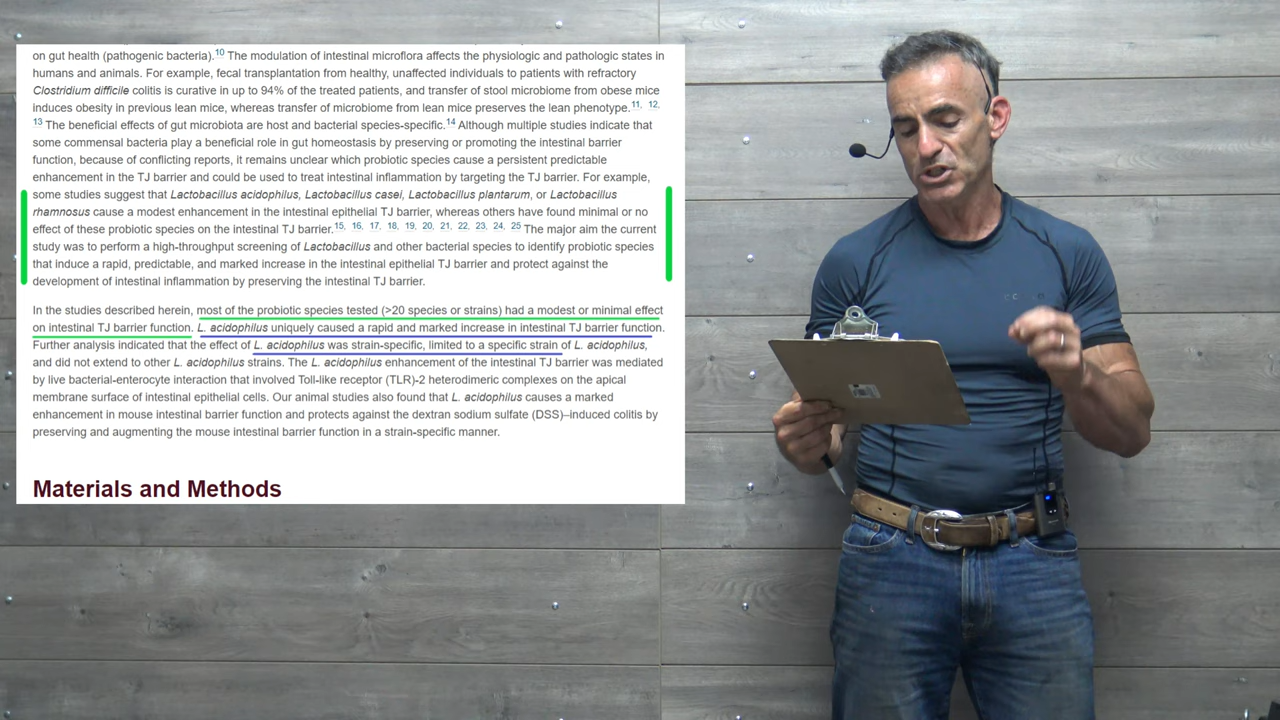 on gut health (pathogenic bacteria).10 The modulation of intestinal microflora affects the physiologic and pathologic states in
humans and animals. For example, fecal transplantation from healthy, unaffected individuals to patients with refractory
Clostridium difficile colitis is curative in up to 94% of the treated patients, and transfer of stool microbiome from obese mice
induces obesity in previous lean mice, whereas transfer of microbiome from lean mice preserves the lean phenotype.11, 12,
13 The beneficial effects of gut microbiota are host and bacterial species-specific.14 Although multiple studies indicate that
some commensal bacteria play a beneficial role in gut homeostasis by preserving or promoting the intestinal barrier
function, because of conflicting reports, it remains unclear which probiotic species cause a persistent predictable
enhancement in the TJ barrier and could be used to treat intestinal inflammation by targeting the TJ barrier. For example,
some studies suggest that Lactobacillus acidophilus, Lactobacillus casei, Lactobacillus plantarum, or Lactobacillus
rhamnosus cause a modest enhancement in the intestinal epithelial TJ barrier, whereas others have found minimal or no
effect of these probiotic species on the intestinal TJ barrier.15, 16, 17, 18, 19, 20, 21, 22, 23, 24, 25 The major aim the current
study was to perform a high-throughput screening of Lactobacillus and other bacterial species to identify probiotic species
that induce a rapid, predictable, and marked increase in the intestinal epithelial TJ barrier and protect against the
development of intestinal inflammation by preserving the intestinal TJ barrier.
In the studies described herein, most of the probiotic species tested (>20 species or strains) had a modest or minimal effect
on intestinal TJ barrier function. L. acidophilus uniquely caused a rapid and marked increase in intestinal TJ barrier function.
Further analysis indicated that the effect of L. acidophilus was strain-specific, limited to a specific strain of L. acidophilus,
and did not extend to other L. acidophilus strains. The L. acidophilus enhancement of the intestinal TJ barrier was mediated
by live bacterial-enterocyte interaction that involved Toll-like receptor (TLR)-2 heterodimeric complexes on the apical
membrane surface of intestinal epithelial cells. Our animal studies also found that L. acidophilus causes a marked
enhancement in mouse intestinal barrier function and protects against the dextran sodium sulfate (DSS)–induced colitis by
preserving and augmenting the mouse intestinal barrier function in a strain-specific manner.
Materials and Methods